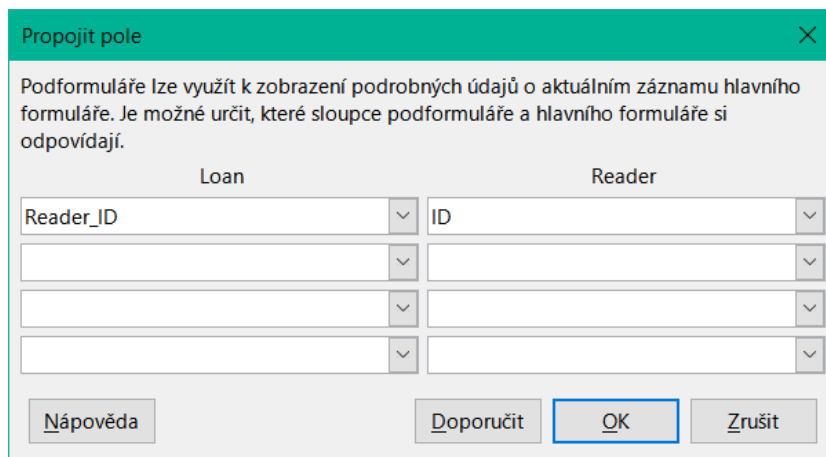 Propojit pole
Podformuláře lze využít k zobrazení podrobných údajů o aktuálním záznamu hlavního
formuláře. Je možné určit, které sloupce podformuláře a hlavního formuláře si
odpovídají.
Loan Reader
Reader_ID ID
Nápověda Doporučit OK Zrušit